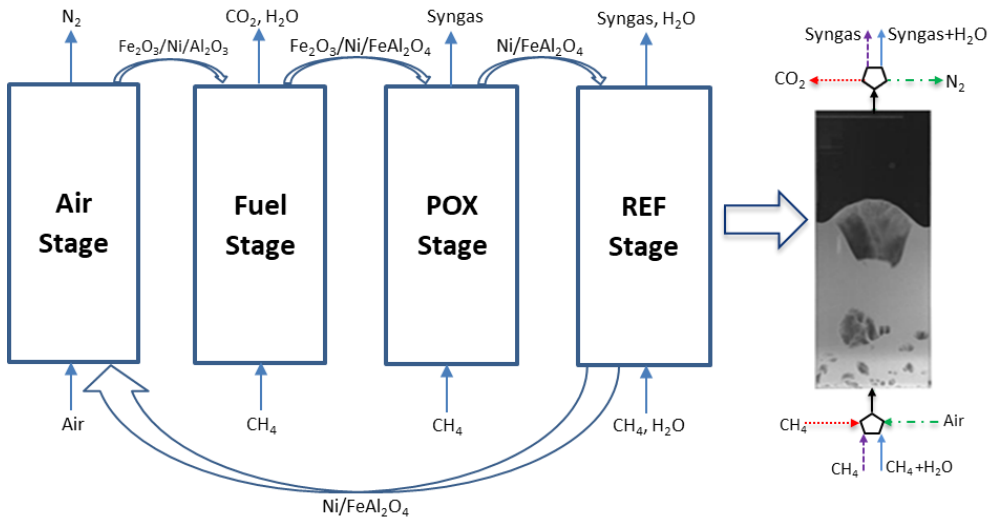 N₂
CO₂, H₂O
Syngas
Syngas, H₂O
Fe₂O₃/Ni/Al₂O₃
Fe₂O₃/Ni/FeAl₂O₄
Ni/FeAl₂O₄
Air
Stage
Fuel
Stage
POX
Stage
REF
Stage
Air
CH₄
CH₄
CH₄, H₂O
Ni/FeAl₂O₄
Syngas
Syngas+H₂O
CO₂
N₂
CH₄
Air
CH₄
CH₄+H₂O